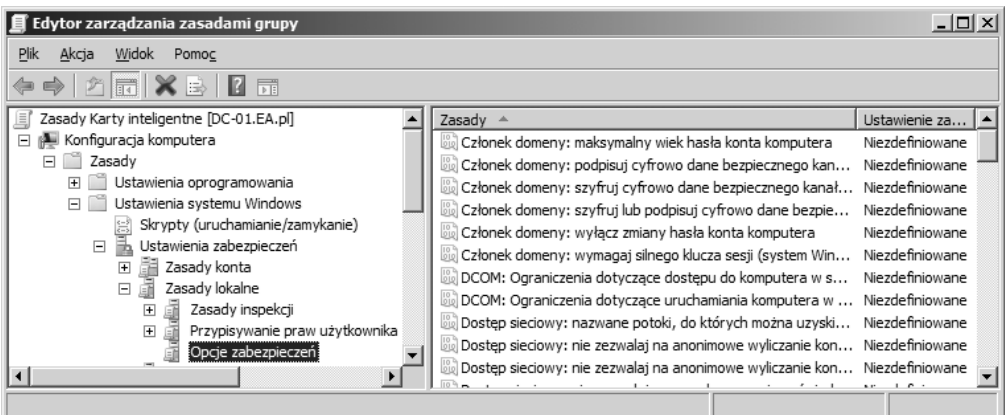 Edytor zarządzania zasadami grupy
Plik Akcja Widok Pomoc
Zasady Karty inteligentne [DC-01.EA.pl]
Konfiguracja komputera
Zasady
Ustawienia oprogramowania
Ustawienia systemu Windows
Skrypty (uruchamianie/zamykanie)
Ustawienia zabezpieczeń
Zasady konta
Zasady lokalne
Zasady inspekcji
Przypisywanie praw użytkownika
Opcje zabezpieczeń
Zasady Ustawienie za...
Członek domeny: maksymalny wiek hasła konta komputera Niezdefiniowane
Członek domeny: podpisuj cyfrowo dane bezpiecznego kan... Niezdefiniowane
Członek domeny: szyfruj cyfrowo dane bezpiecznego kanał... Niezdefiniowane
Członek domeny: szyfruj lub podpisuj cyfrowo dane bezpie... Niezdefiniowane
Członek domeny: wyłącz zmiany hasła konta komputera Niezdefiniowane
Członek domeny: wymagaj silnego klucza sesji (system Win... Niezdefiniowane
DCOM: Ograniczenia dotyczące dostępu do komputera w s... Niezdefiniowane
DCOM: Ograniczenia dotyczące uruchamiania komputera w ... Niezdefiniowane
Dostęp sieciowy: nazwane potoki, do których można uzyski... Niezdefiniowane
Dostęp sieciowy: nie zezwalaj na anonimowe wyliczanie kon... Niezdefiniowane
Dostęp sieciowy: nie zezwalaj na anonimowe wyliczanie kon... Niezdefiniowane